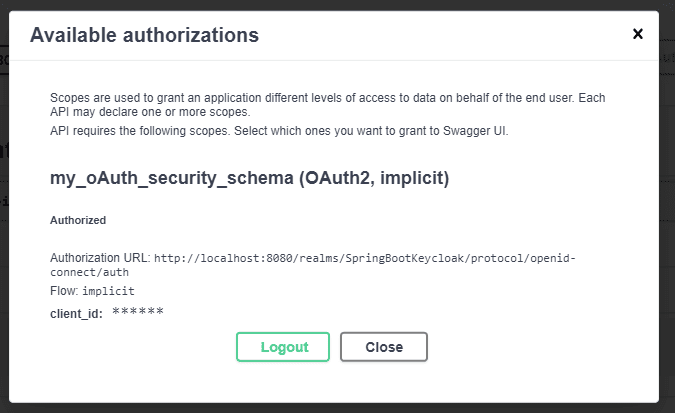 Available authorizations
Scopes are used to grant an application different levels of access to data on behalf of the end user. Each
API may declare one or more scopes.
API requires the following scopes. Select which ones you want to grant to Swagger UI.
my_oAuth_security_schema (OAuth2, implicit)
Authorized
Authorization URL: http://localhost:8080/realms/SpringBootKeycloak/protocol/openid-
connect/auth
Flow: implicit
client_id: ******
Logout Close